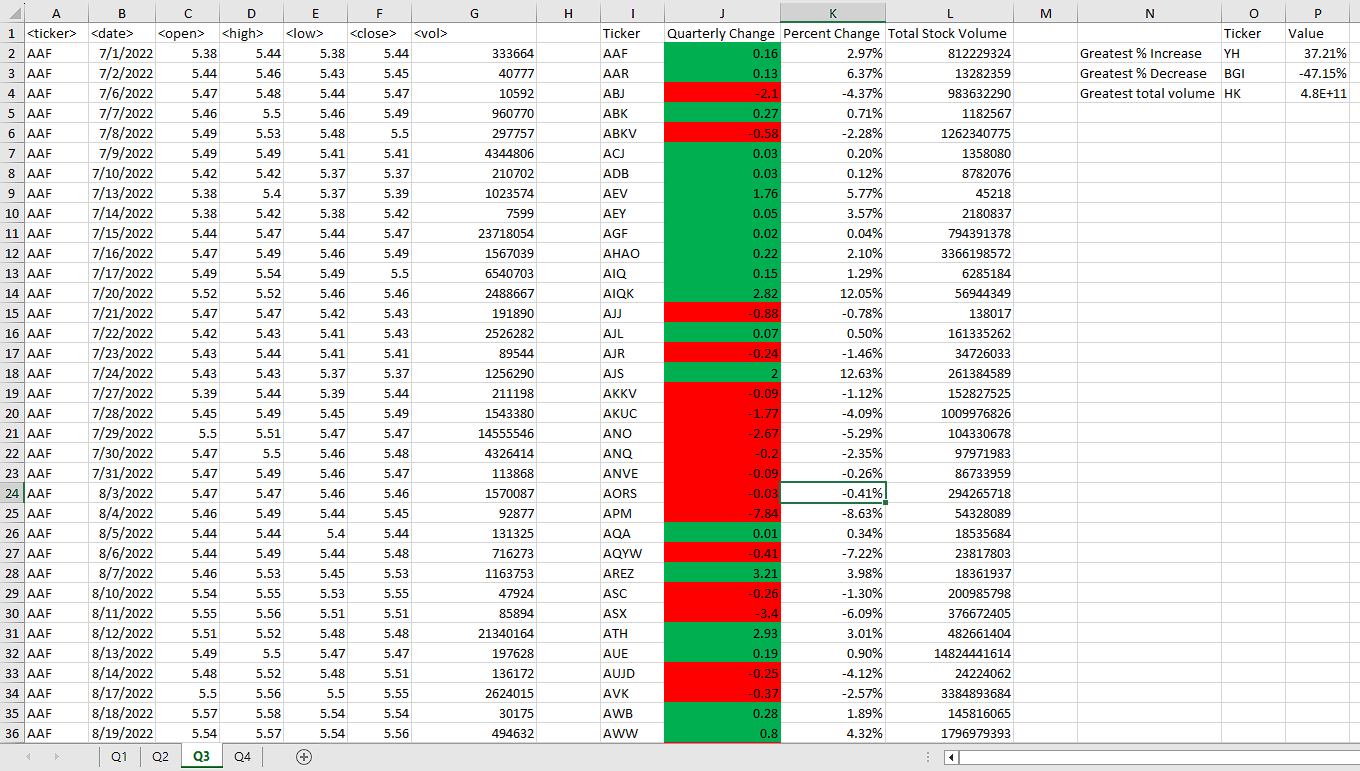 A B C D E F G H I J K L M N O P
1 <ticker> <date> <open> <high> <low> <close> <vol> Ticker Quarterly Change Percent Change Total Stock Volume Ticker Value
2 AAF 7/1/2022 5.38 5.44 5.38 5.44 333664 AAF 0.16 2.97% 812229324 Greatest % Increase YH 37.21%
3 AAF 7/2/2022 5.44 5.46 5.43 5.45 40777 AAR 0.13 6.37% 13282359 Greatest % Decrease BGI -47.15%
4 AAF 7/6/2022 5.47 5.48 5.44 5.47 10592 ABJ -2.1 -4.37% 983632290 Greatest total volume HK 4.8E+11
5 AAF 7/7/2022 5.46 5.5 5.46 5.49 960770 ABK 0.27 0.71% 1182567
6 AAF 7/8/2022 5.49 5.53 5.48 5.5 297757 ABKV -0.58 -2.28% 1262340775
7 AAF 7/9/2022 5.49 5.49 5.41 5.41 4344806 ACJ 0.03 0.20% 1358080
8 AAF 7/10/2022 5.42 5.42 5.37 5.37 210702 ADB 0.03 0.12% 8782076
9 AAF 7/13/2022 5.38 5.4 5.37 5.39 1023574 AEV 1.76 5.77% 45218
10 AAF 7/14/2022 5.38 5.42 5.38 5.42 7599 AEY 0.05 3.57% 2180837
11 AAF 7/15/2022 5.44 5.47 5.44 5.47 23718054 AGF 0.02 0.04% 794391378
12 AAF 7/16/2022 5.47 5.49 5.46 5.49 1567039 AHAO 0.22 2.10% 3366198572
13 AAF 7/17/2022 5.49 5.54 5.49 5.5 6540703 AIQ 0.15 1.29% 6285184
14 AAF 7/20/2022 5.52 5.52 5.46 5.46 2488667 AIQK 2.82 12.05% 56944349
15 AAF 7/21/2022 5.47 5.47 5.42 5.43 191890 AJJ -0.88 -0.78% 138017
16 AAF 7/22/2022 5.42 5.43 5.41 5.43 2526282 AJL 0.07 0.50% 161335262
17 AAF 7/23/2022 5.43 5.44 5.41 5.41 89544 AJR -0.24 -1.46% 34726033
18 AAF 7/24/2022 5.43 5.43 5.37 5.37 1256290 AJS 2 12.63% 261384589
19 AAF 7/27/2022 5.39 5.44 5.39 5.44 211198 AKKV -0.09 -1.12% 152827525
20 AAF 7/28/2022 5.45 5.49 5.45 5.49 1543380 AKUC -1.77 -4.09% 1009976826
21 AAF 7/29/2022 5.5 5.51 5.47 5.47 14555546 ANO -2.67 -5.29% 104330678
22 AAF 7/30/2022 5.47 5.5 5.46 5.48 4326414 ANQ -0.2 -2.35% 97971983
23 AAF 7/31/2022 5.47 5.49 5.46 5.47 113868 ANVE -0.09 -0.26% 86733959
24 AAF 8/3/2022 5.47 5.47 5.46 5.46 1570087 AORS -0.03 -0.41% 294265718
25 AAF 8/4/2022 5.46 5.49 5.44 5.45 92877 APM -7.84 -8.63% 54328089
26 AAF 8/5/2022 5.44 5.44 5.4 5.44 131325 AQA 0.01 0.34% 18535684
27 AAF 8/6/2022 5.44 5.49 5.44 5.48 716273 AQYW -0.41 -7.22% 23817803
28 AAF 8/7/2022 5.46 5.53 5.45 5.53 1163753 AREZ 3.21 3.98% 18361937
29 AAF 8/10/2022 5.54 5.55 5.53 5.55 47924 ASC -0.26 -1.30% 200985798
30 AAF 8/11/2022 5.55 5.56 5.51 5.51 85894 ASX -3.4 -6.09% 376672405
31 AAF 8/12/2022 5.51 5.52 5.48 5.48 21340164 ATH 2.93 3.01% 482661404
32 AAF 8/13/2022 5.49 5.5 5.47 5.47 197628 AUE 0.19 0.90% 14824441614
33 AAF 8/14/2022 5.48 5.52 5.48 5.51 136172 AUJD -0.25 -4.12% 24224062
34 AAF 8/17/2022 5.5 5.56 5.5 5.55 2624015 AVK -0.37 -2.57% 3384893684
35 AAF 8/18/2022 5.57 5.58 5.54 5.54 30175 AWB 0.28 1.89% 145816065
36 AAF 8/19/2022 5.54 5.57 5.54 5.56 494632 AWW 0.8 4.32% 1796979393
Q1 Q2 Q3 Q4